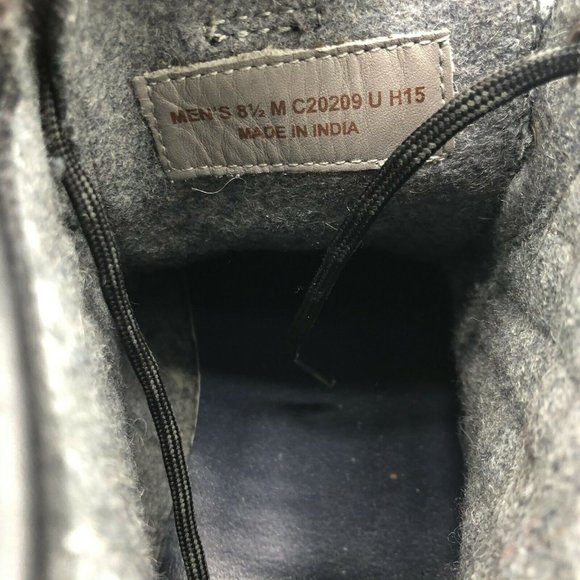 MEN'S 8½ M C20209 U H15
MADE IN INDIA